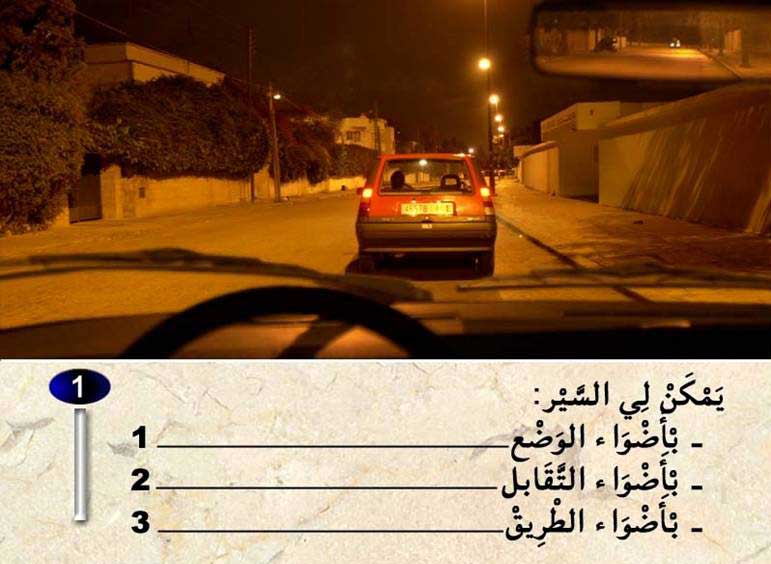 1
يَمْكَنْ لِي السَّيْر:
ـ بْأَضْوَاء الوَضْع 1
ـ بْأَضْوَاء التَّقَابل 2
ـ بْأَضْوَاء الطْرِيقْ 3